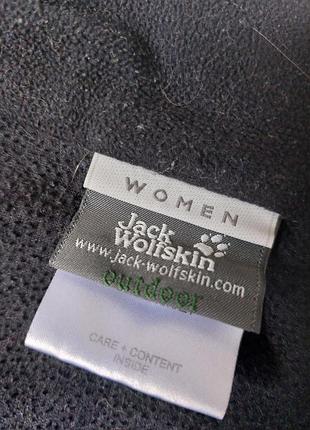 WOMEN
Jack
Wolfskin
www.jack-wolfskin.com
outdoor
CARE + CONTENT
INSIDE